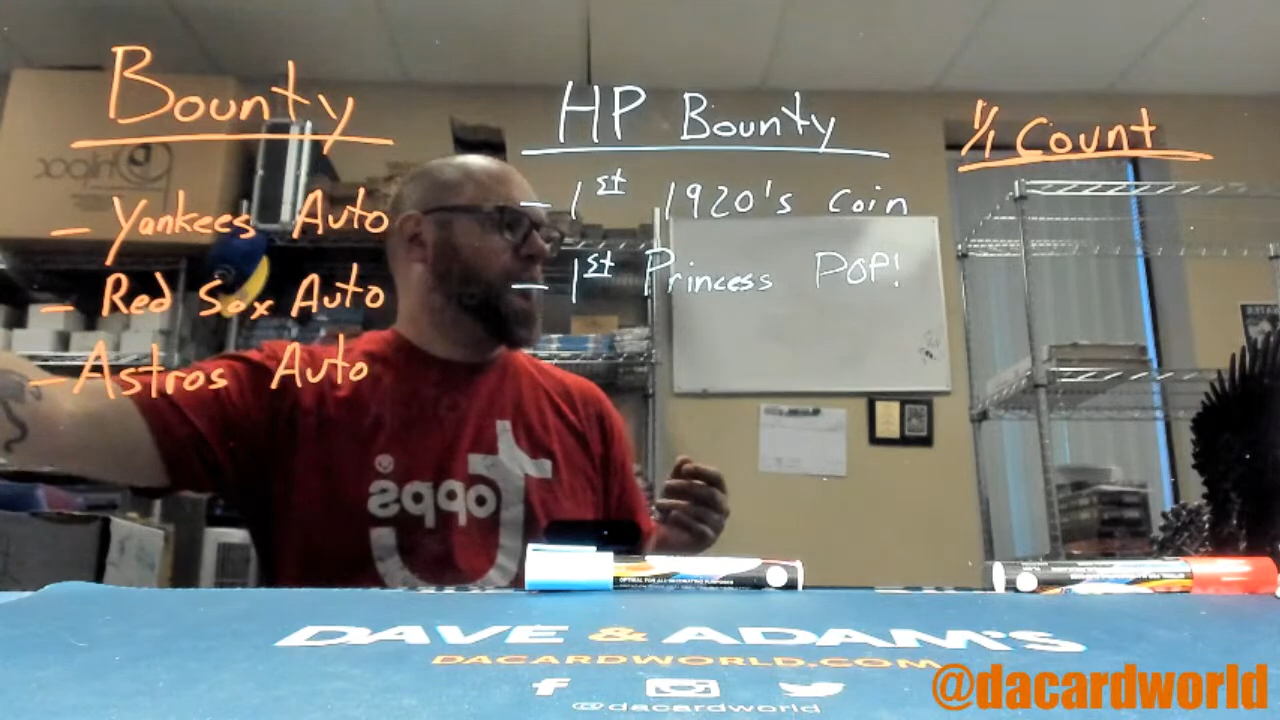 Bounty
- Yankees Auto
- Red Sox Auto
- Astros Auto
HP Bounty
- 1st 1920's coin
- 1st Princess POP!
1/1 Count
topps®
DAVE & ADAM'S
DACARDWORLD.COM
@dacardworld
@dacardworld